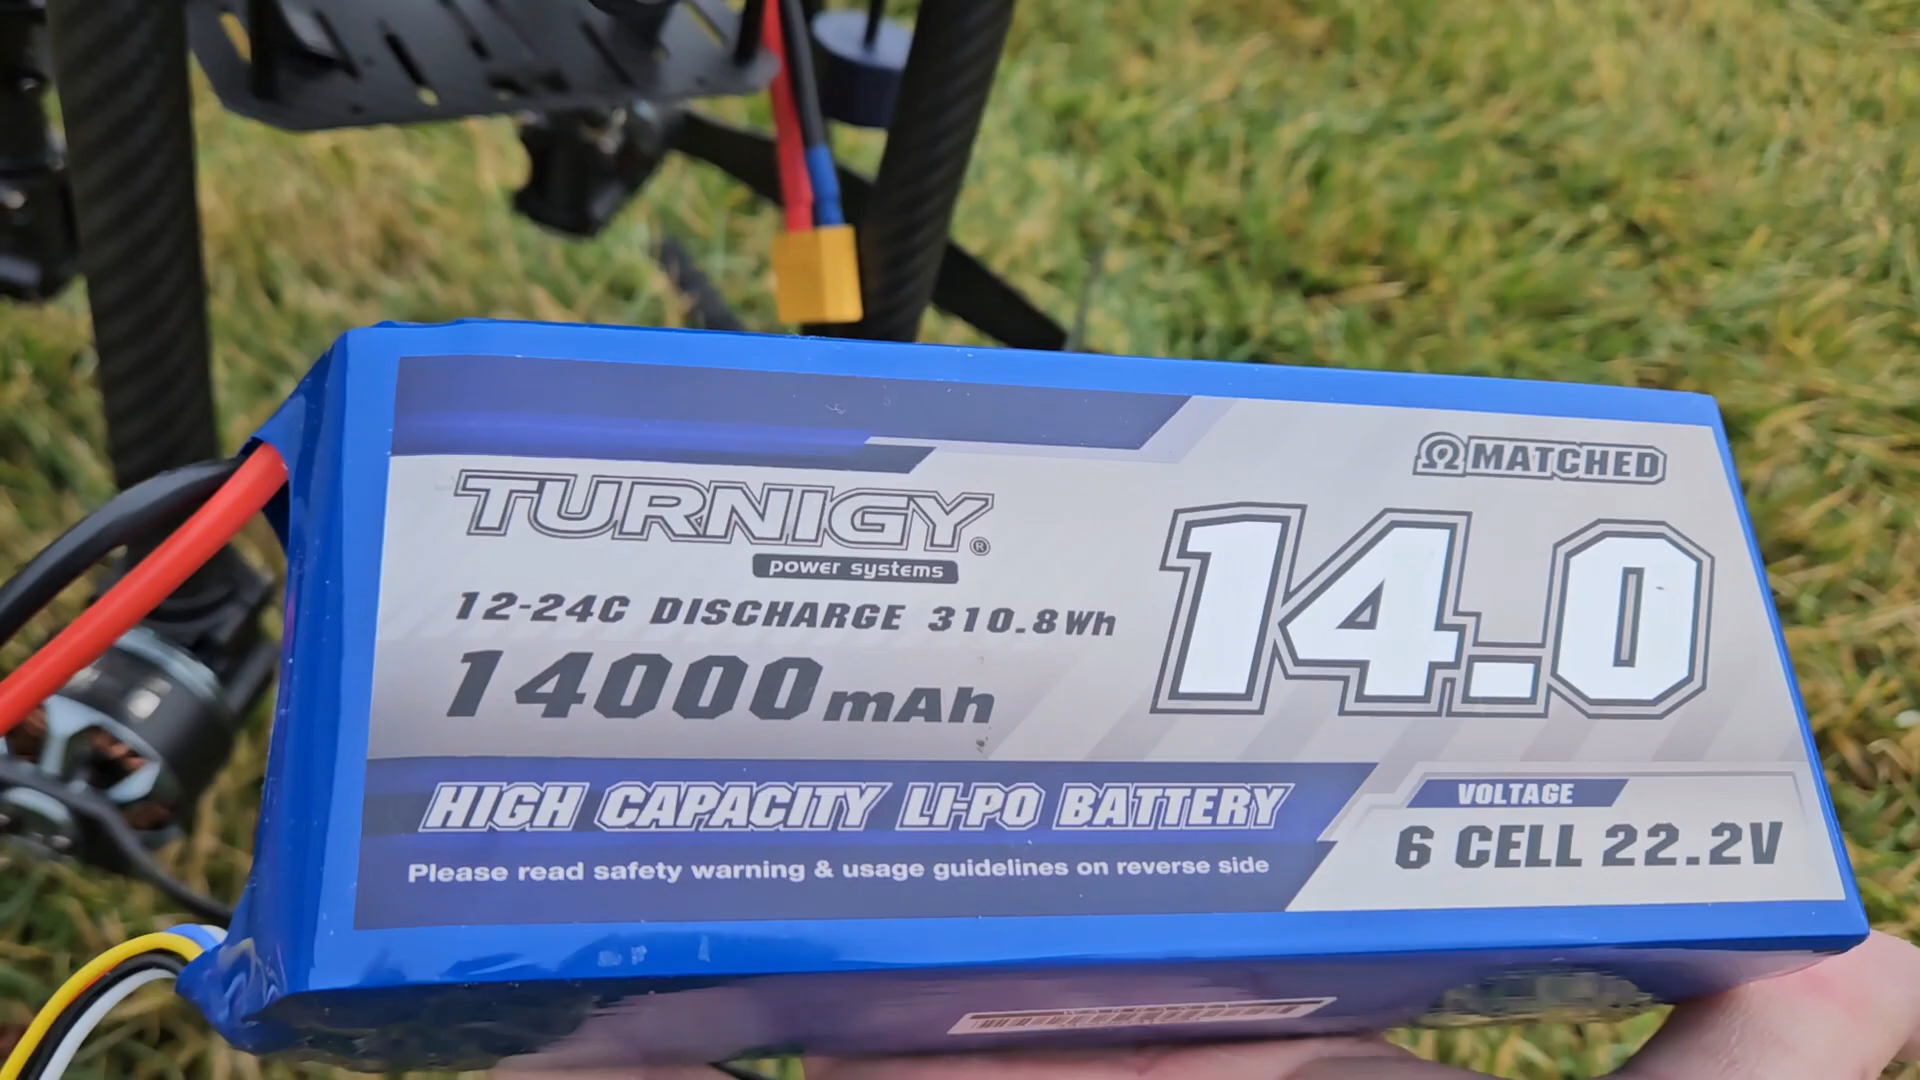 Ω MATCHED
TURNIGY®
power systems
14.0
12-24C DISCHARGE 310.8Wh
14000mAh
HIGH CAPACITY LI-PO BATTERY
Please read safety warning & usage guidelines on reverse side
VOLTAGE
6 CELL 22.2V